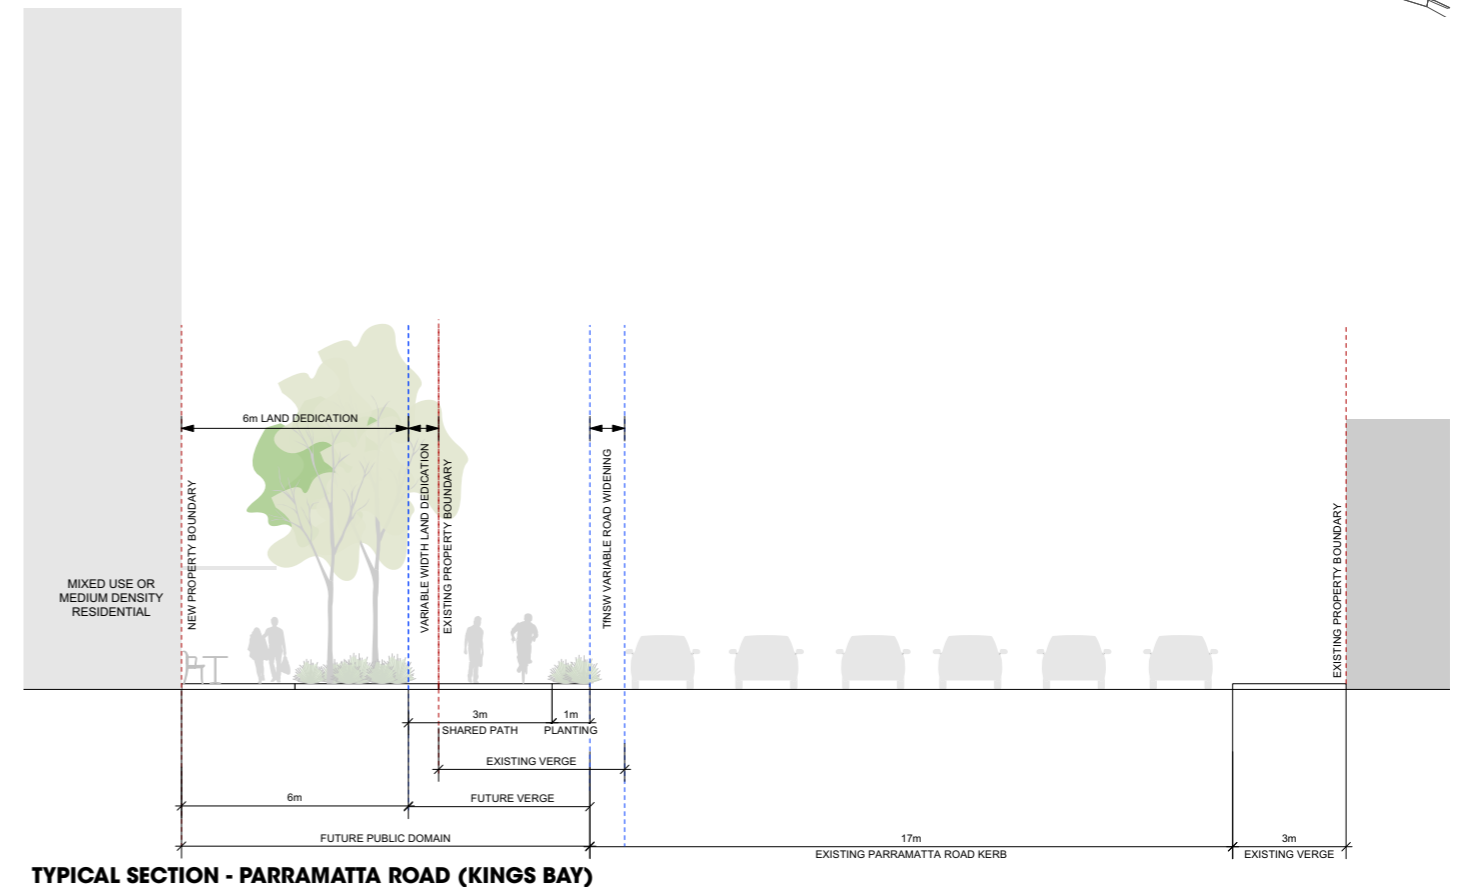 6m LAND DEDICATION
NEW PROPERTY BOUNDARY
VARIABLE WIDTH LAND DEDICATION
EXISTING PROPERTY BOUNDARY
TfNSW VARIABLE ROAD WIDENING
EXISTING PROPERTY BOUNDARY
MIXED USE OR
MEDIUM DENSITY
RESIDENTIAL
3m
SHARED PATH
1m
PLANTING
EXISTING VERGE
6m
FUTURE VERGE
FUTURE PUBLIC DOMAIN
17m
EXISTING PARRAMATTA ROAD KERB
3m
EXISTING VERGE
TYPICAL SECTION - PARRAMATTA ROAD (KINGS BAY)